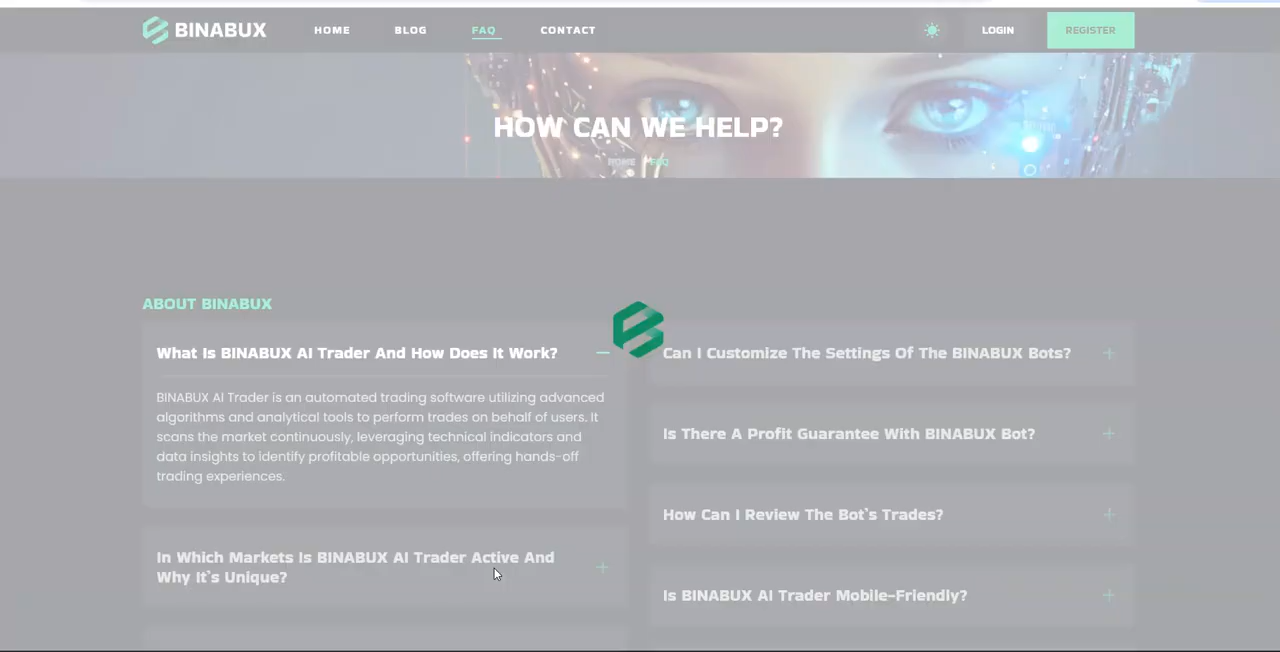 BINABUX
HOME
BLOG
FAQ
CONTACT
LOGIN
REGISTER
HOW CAN WE HELP?
HOME / FAQ
ABOUT BINABUX
What Is BINABUX AI Trader And How Does It Work?
BINABUX AI Trader is an automated trading software utilizing advanced
algorithms and analytical tools to perform trades on behalf of users. It
scans the market continuously, leveraging technical indicators and
data insights to identify profitable opportunities, offering hands-off
trading experiences.
In Which Markets Is BINABUX AI Trader Active And
Why It's Unique?
Can I Customize The Settings Of The BINABUX Bots?
Is There A Profit Guarantee With BINABUX Bot?
How Can I Review The Bot's Trades?
Is BINABUX AI Trader Mobile-Friendly?